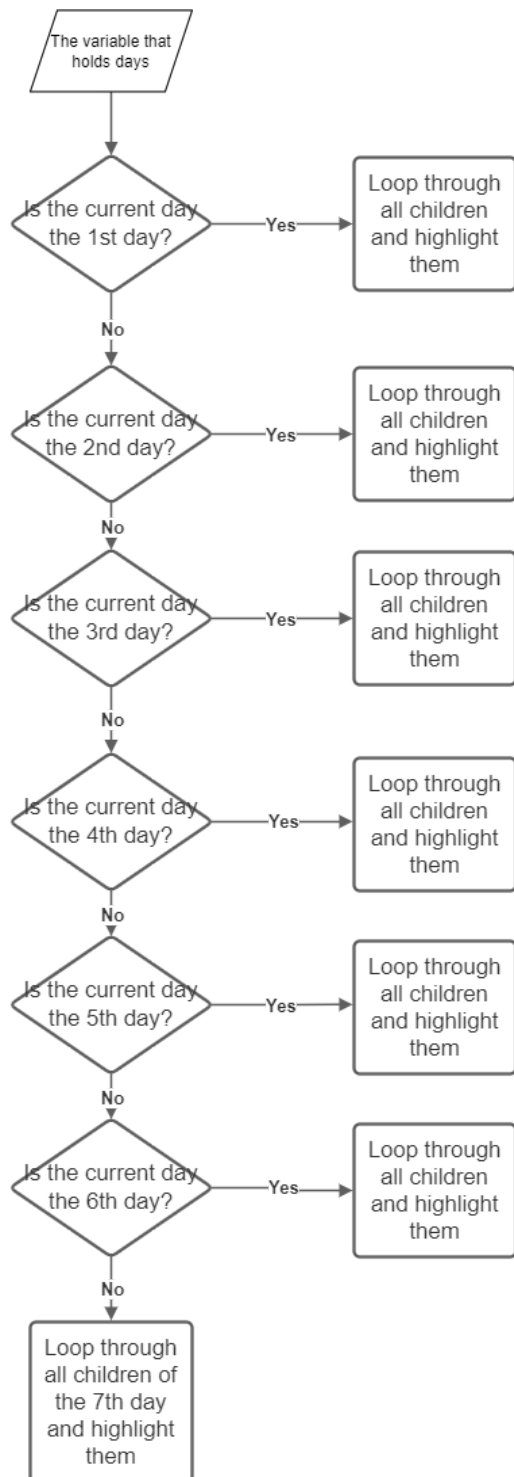 The variable that
holds days
Is the current day
the 1st day?
Yes
Loop through
all children
and highlight
them
No
Is the current day
the 2nd day?
Yes
Loop through
all children
and highlight
them
No
Is the current day
the 3rd day?
Yes
Loop through
all children
and highlight
them
No
Is the current day
the 4th day?
Yes
Loop through
all children
and highlight
them
No
Is the current day
the 5th day?
Yes
Loop through
all children
and highlight
them
No
Is the current day
the 6th day?
Yes
Loop through
all children
and highlight
them
No
Loop through
all children of
the 7th day
and highlight
them